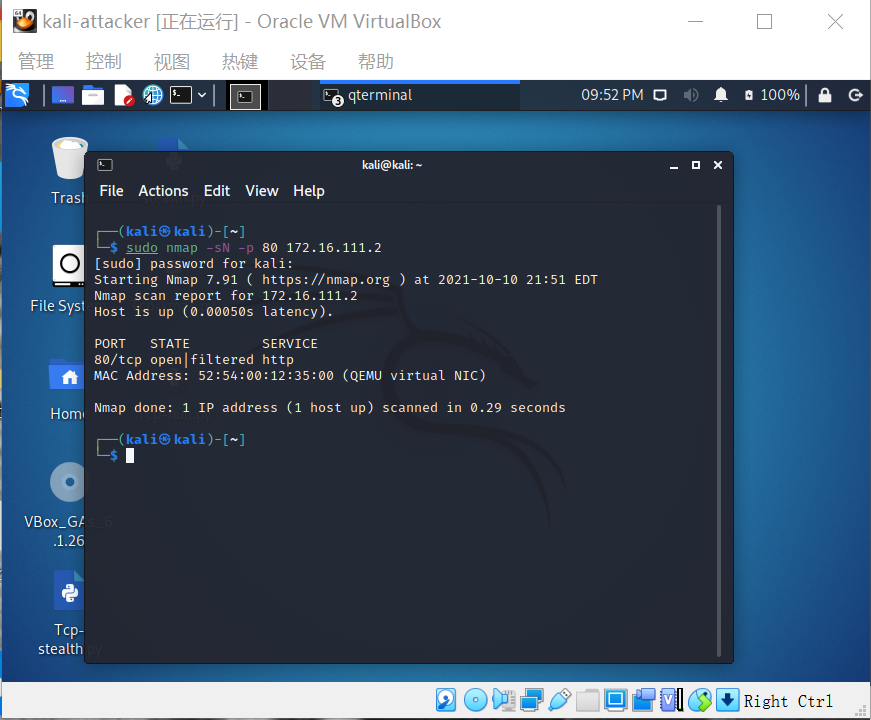 kali-attacker [正在运行] - Oracle VM VirtualBox
管理 控制 视图 热键 设备 帮助
qterminal 09:52 PM 100%
3
kali@kali: ~
Trash
File Actions Edit View Help
┌──(kali㉿kali)-[~]
└─$ sudo nmap -sN -p 80 172.16.111.2
[sudo] password for kali:
Starting Nmap 7.91 ( https://nmap.org ) at 2021-10-10 21:51 EDT
Nmap scan report for 172.16.111.2
Host is up (0.00050s latency).
File Syst
PORT STATE SERVICE
80/tcp open|filtered http
MAC Address: 52:54:00:12:35:00 (QEMU virtual NIC)
Nmap done: 1 IP address (1 host up) scanned in 0.29 seconds
Home
┌──(kali㉿kali)-[~]
└─$
VBox_GAs_6
.1.26
Tcp-
stealth.py
Right Ctrl